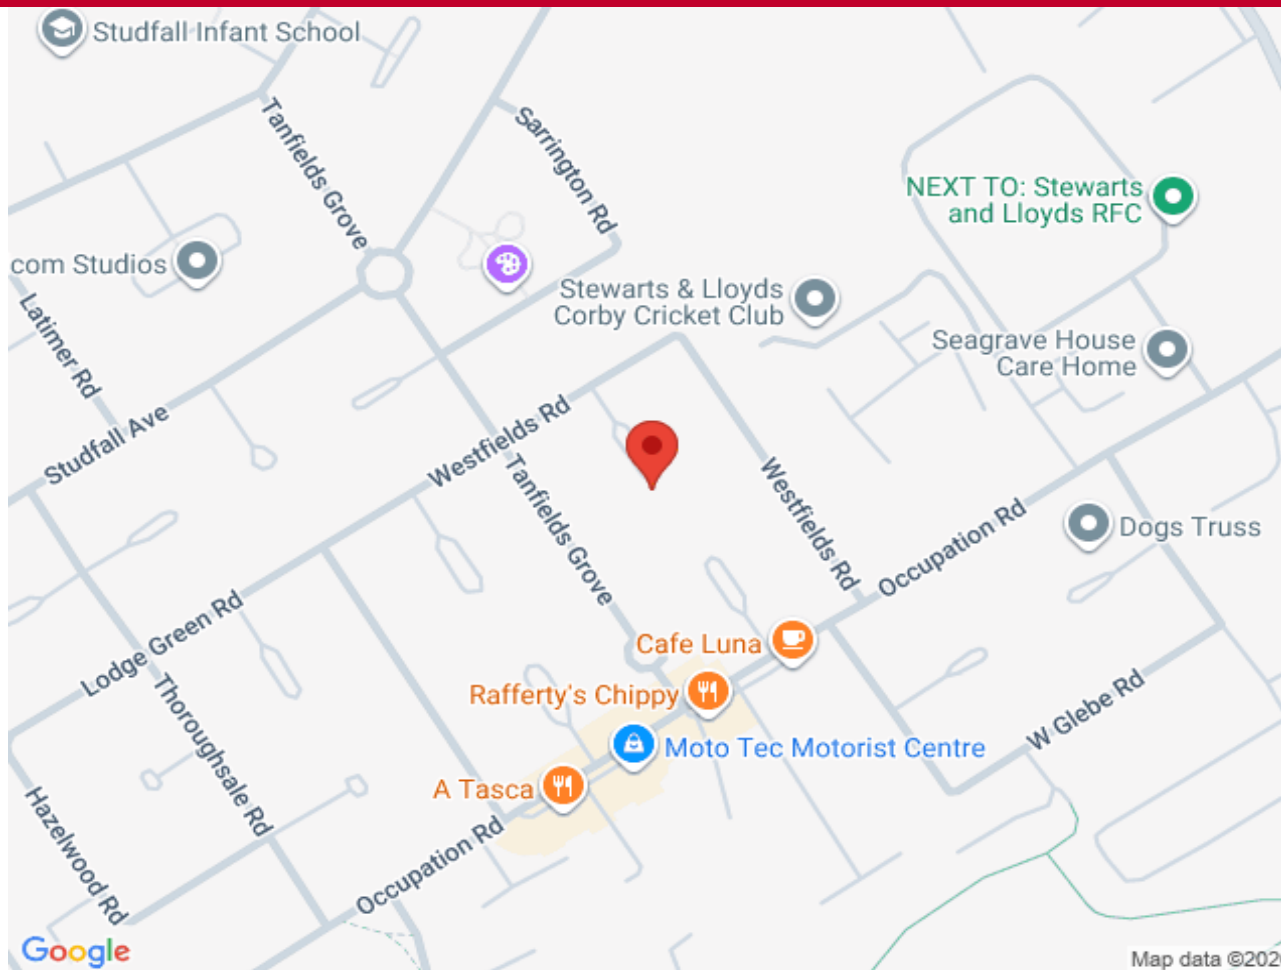 Studfall Infant School
Tanfields Grove
Sarrington Rd
NEXT TO: Stewarts
and Lloyds RFC
com Studios
Stewarts & Lloyds
Corby Cricket Club
Latimer Rd
Seagrave House
Care Home
Studfall Ave
Westfields Rd
Tanfields Grove
Westfields Rd
Occupation Rd
Dogs Truss
Lodge Green Rd
Cafe Luna
Rafferty's Chippy
Thoroughsale Rd
W Glebe Rd
Moto Tec Motorist Centre
A Tasca
Hazelwood Rd
Occupation Rd
Google
Map data ©202